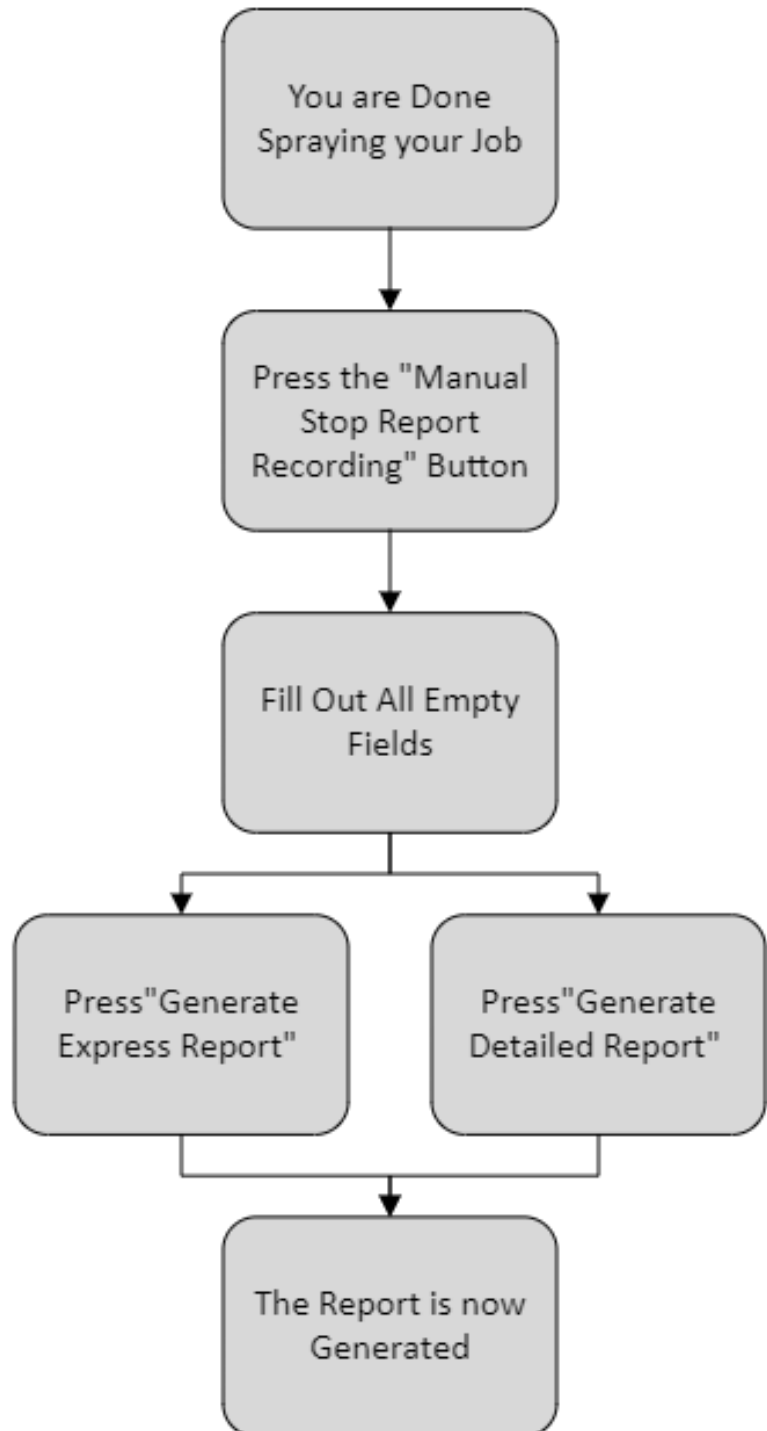 You are Done
Spraying your Job
Press the "Manual
Stop Report
Recording" Button
Fill Out All Empty
Fields
Press"Generate
Express Report"
Press"Generate
Detailed Report"
The Report is now
Generated